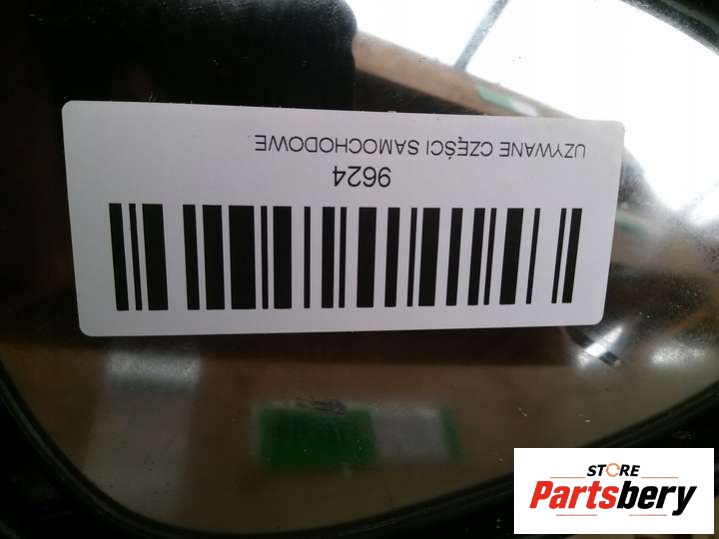 UZYWANE CZĘŚCI SAMOCHODOWE
9624
STORE
Partsbery